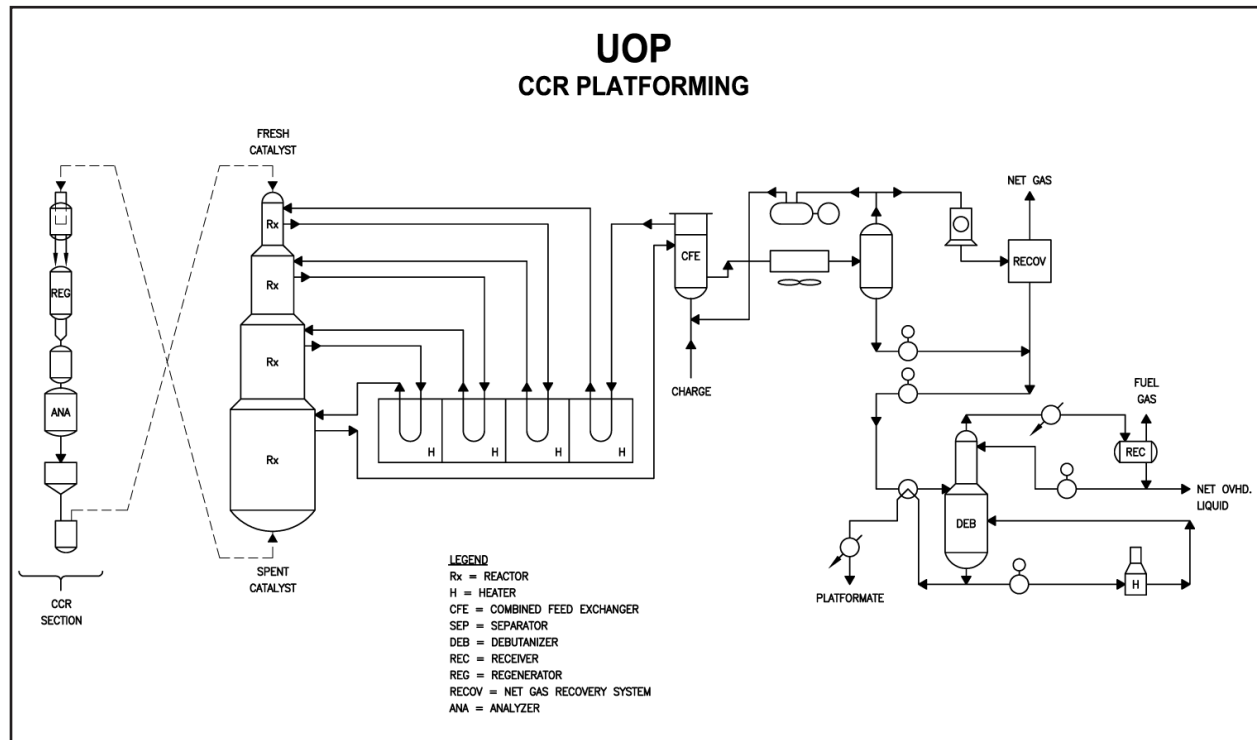 UOP
CCR PLATFORMING
FRESH
CATALYST
NET GAS
Rx
CFE
RECOV
REG
Rx
Rx
CHARGE
FUEL
GAS
ANA
REC
Rx
H
H
H
H
NET OVHD.
LIQUID
DEB
SPENT
CATALYST
PLATFORMATE
H
CCR
SECTION
LEGEND
Rx = REACTOR
H = HEATER
CFE = COMBINED FEED EXCHANGER
SEP = SEPARATOR
DEB = DEBUTANIZER
REC = RECEIVER
REG = REGENERATOR
RECOV = NET GAS RECOVERY SYSTEM
ANA = ANALYZER